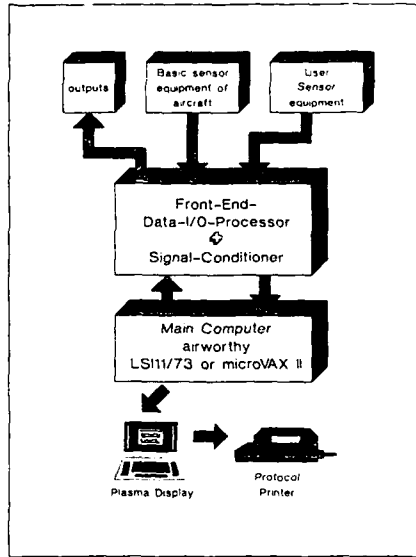 outputs
Basic sensor
equipment of
aircraft
User
Sensor
equipment
Front-End-
Data-I/O-Processor
+
Signal-Conditioner
Main Computer
airworthy
LSI11/73 or microVAX II
Plasma Display
Protocal
Printer